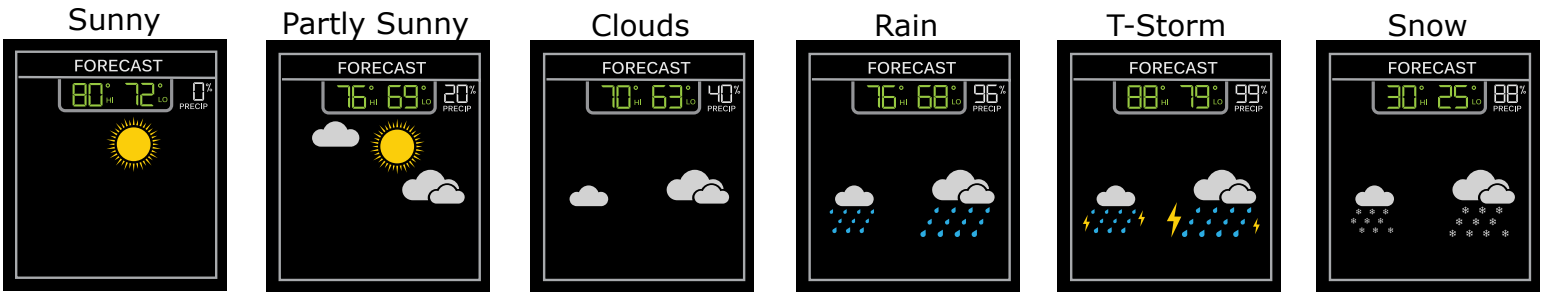 Sunny
FORECAST
80° HI 72° LO 0% PRECIP
Partly Sunny
FORECAST
76° HI 69° LO 20% PRECIP
Clouds
FORECAST
70° HI 63° LO 40% PRECIP
Rain
FORECAST
76° HI 68° LO 96% PRECIP
T-Storm
FORECAST
88° HI 79° LO 99% PRECIP
Snow
FORECAST
30° HI 25° LO 88% PRECIP